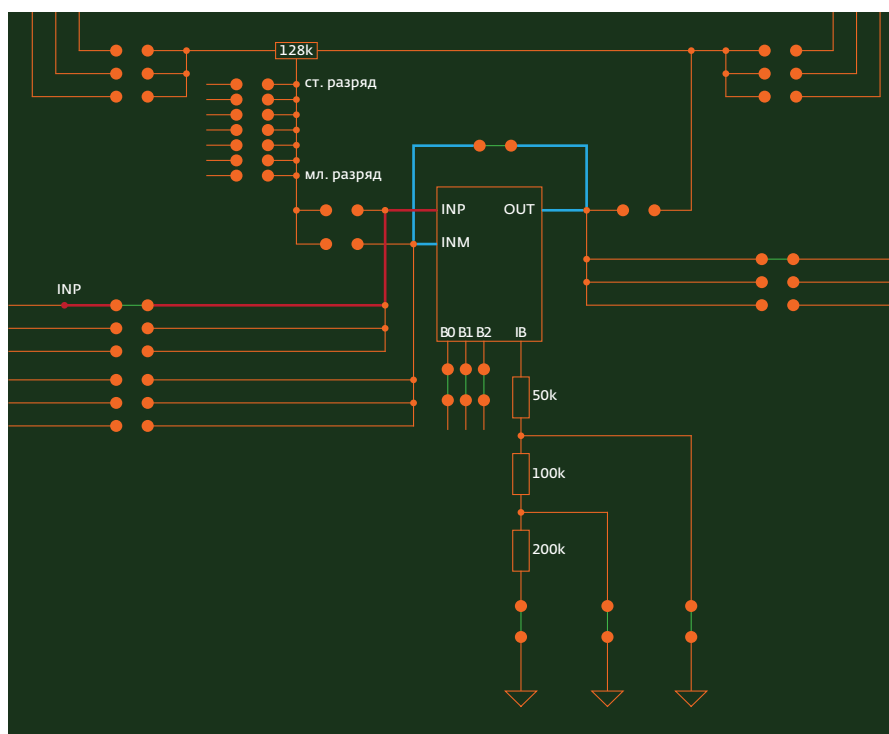 128k
ст. разряд
мл. разряд
INP OUT
INM
INP
B0 B1 B2 IB
50k
100k
200k